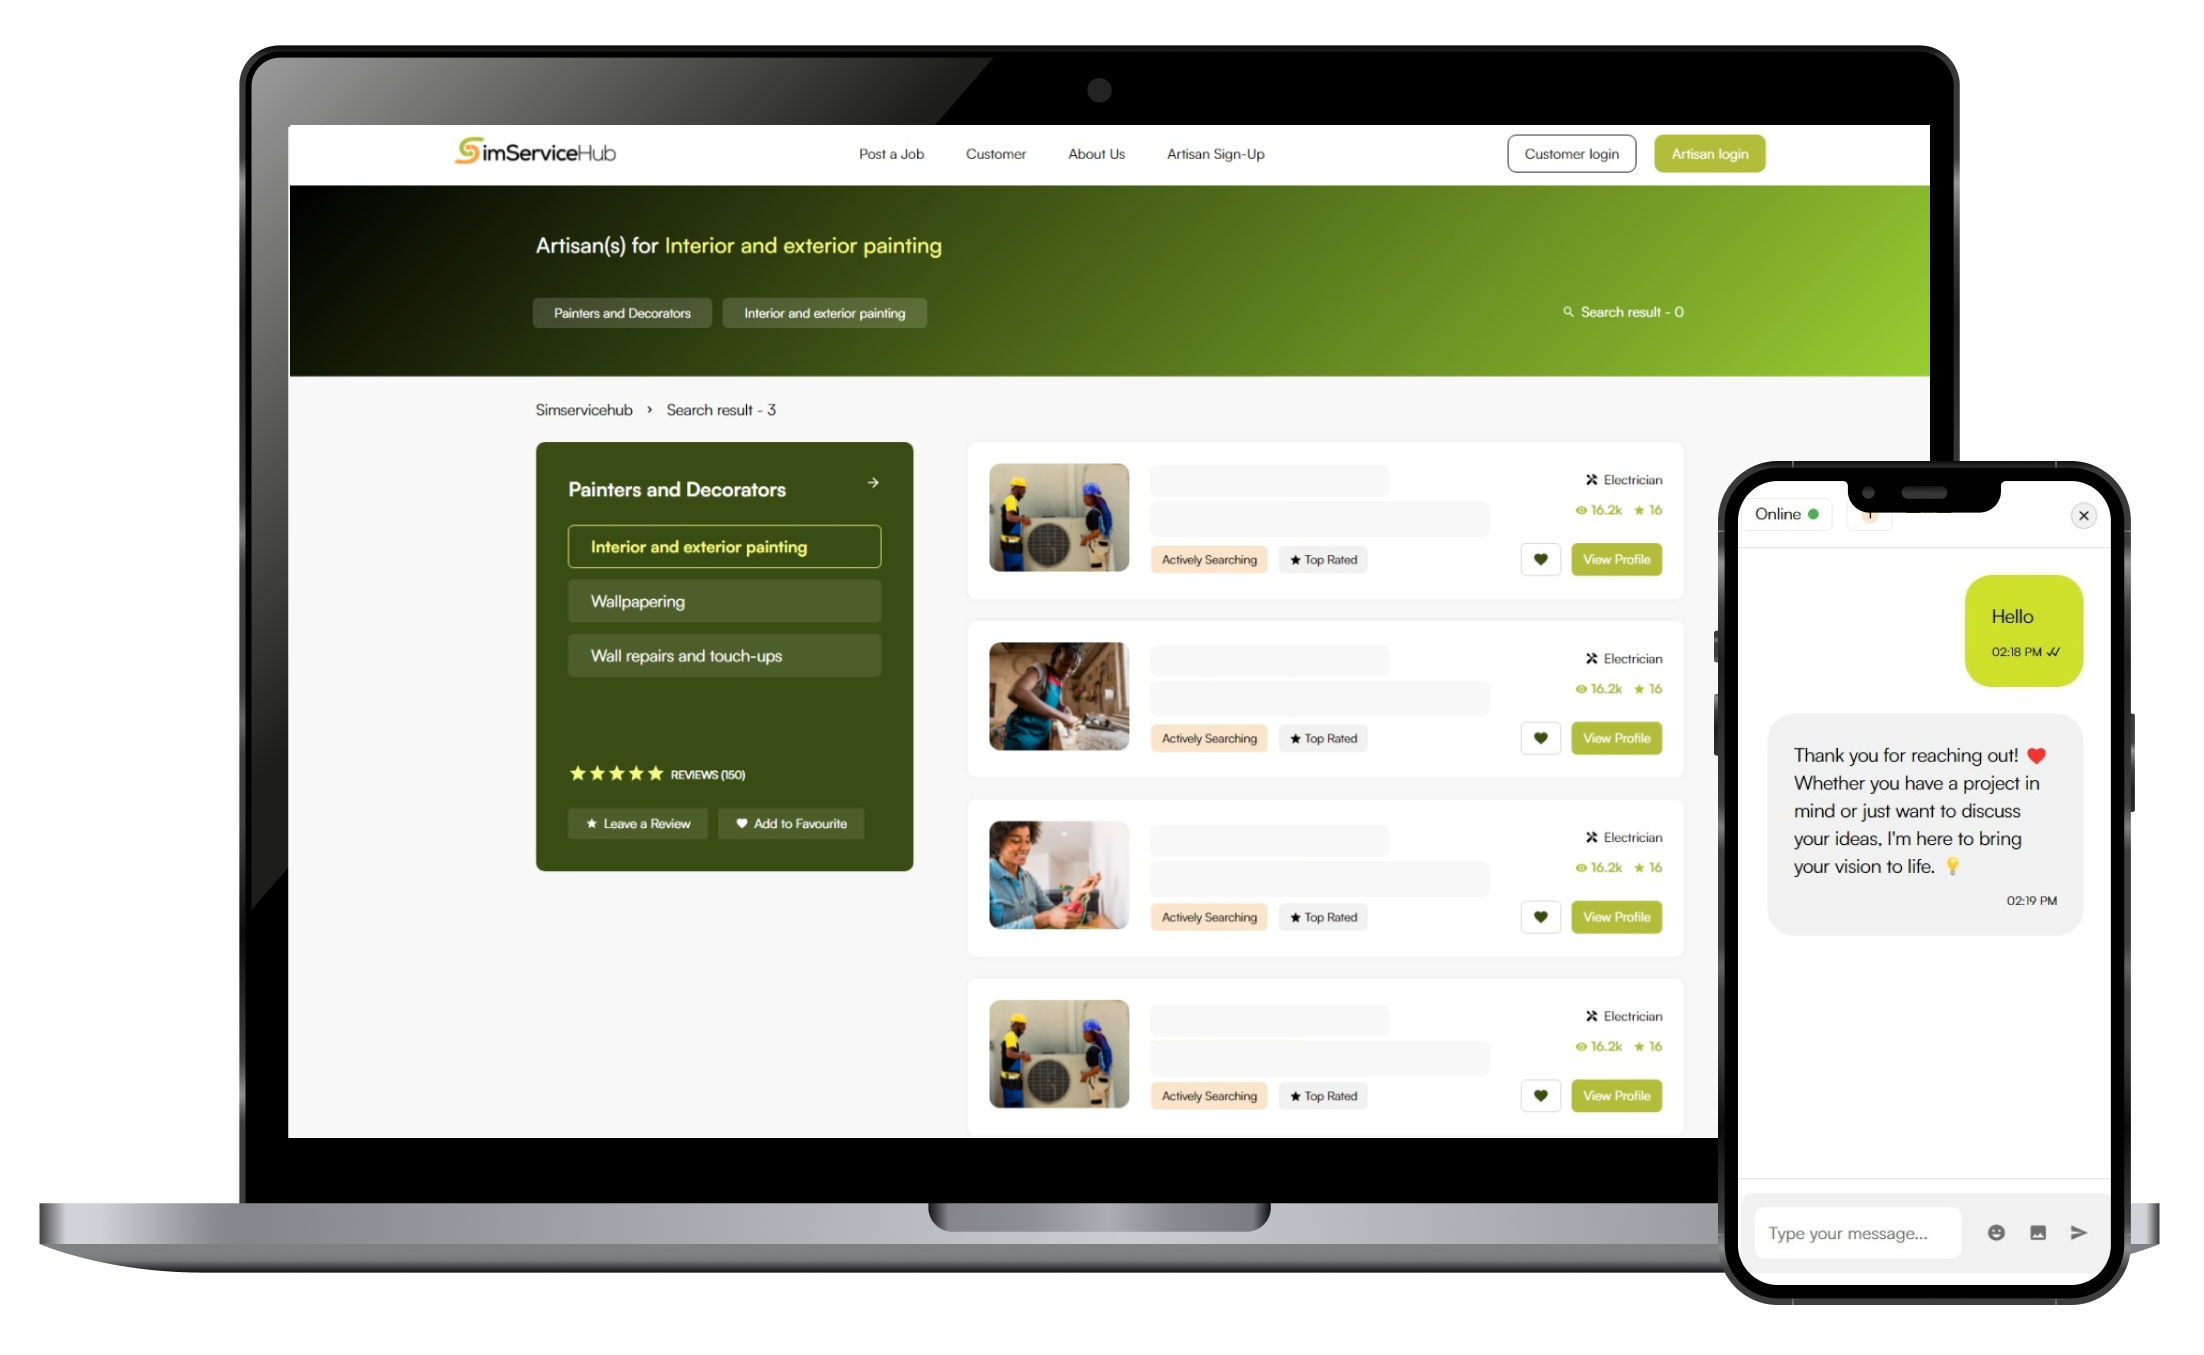 SimServiceHub
Post a Job
Customer
About Us
Artisan Sign-Up
Customer login
Artisan login
Artisan(s) for Interior and exterior painting
Painters and Decorators
Interior and exterior painting
Search result - 0
Simservicehub › Search result - 3
Painters and Decorators
Interior and exterior painting
Wallpapering
Wall repairs and touch-ups
REVIEWS (150)
Leave a Review
Add to Favourite
Electrician
16.2k ★ 16
Actively Searching
★ Top Rated
View Profile
Electrician
16.2k ★ 16
Actively Searching
★ Top Rated
View Profile
Electrician
16.2k ★ 16
Actively Searching
★ Top Rated
View Profile
Electrician
16.2k ★ 16
Actively Searching
★ Top Rated
View Profile
Online
Hello
02:18 PM
Thank you for reaching out! ❤️
Whether you have a project in
mind or just want to discuss
your ideas, I'm here to bring
your vision to life. 💡
02:19 PM
Type your message...